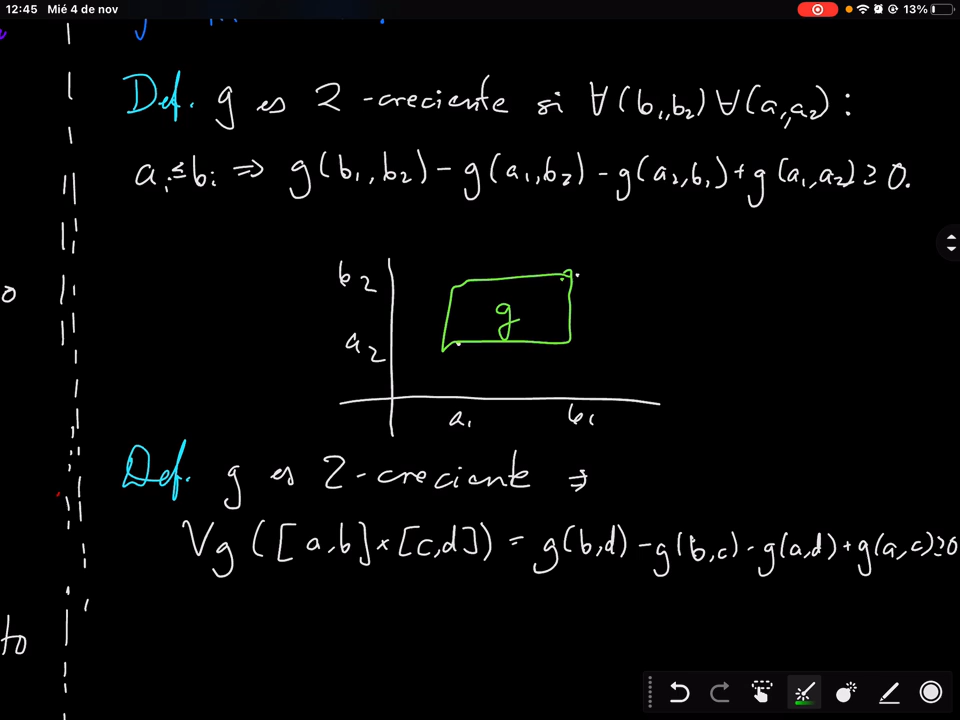 12:45 Mié 4 de nov 13%
Def. g es 2-creciente si ∀(b₁,b₂)∀(a₁,a₂):
aᵢ≤bᵢ ⇒ g(b₁,b₂)-g(a₁,b₂)-g(a₂,b₁)+g(a₁,a₂)≥0.
o
b₂
g
a₂
a₁ b₁
Def. g es 2-creciente ⇒
Vg([a,b]×[c,d]) = g(b,d)-g(b,c)-g(a,d)+g(a,c)≥0
to